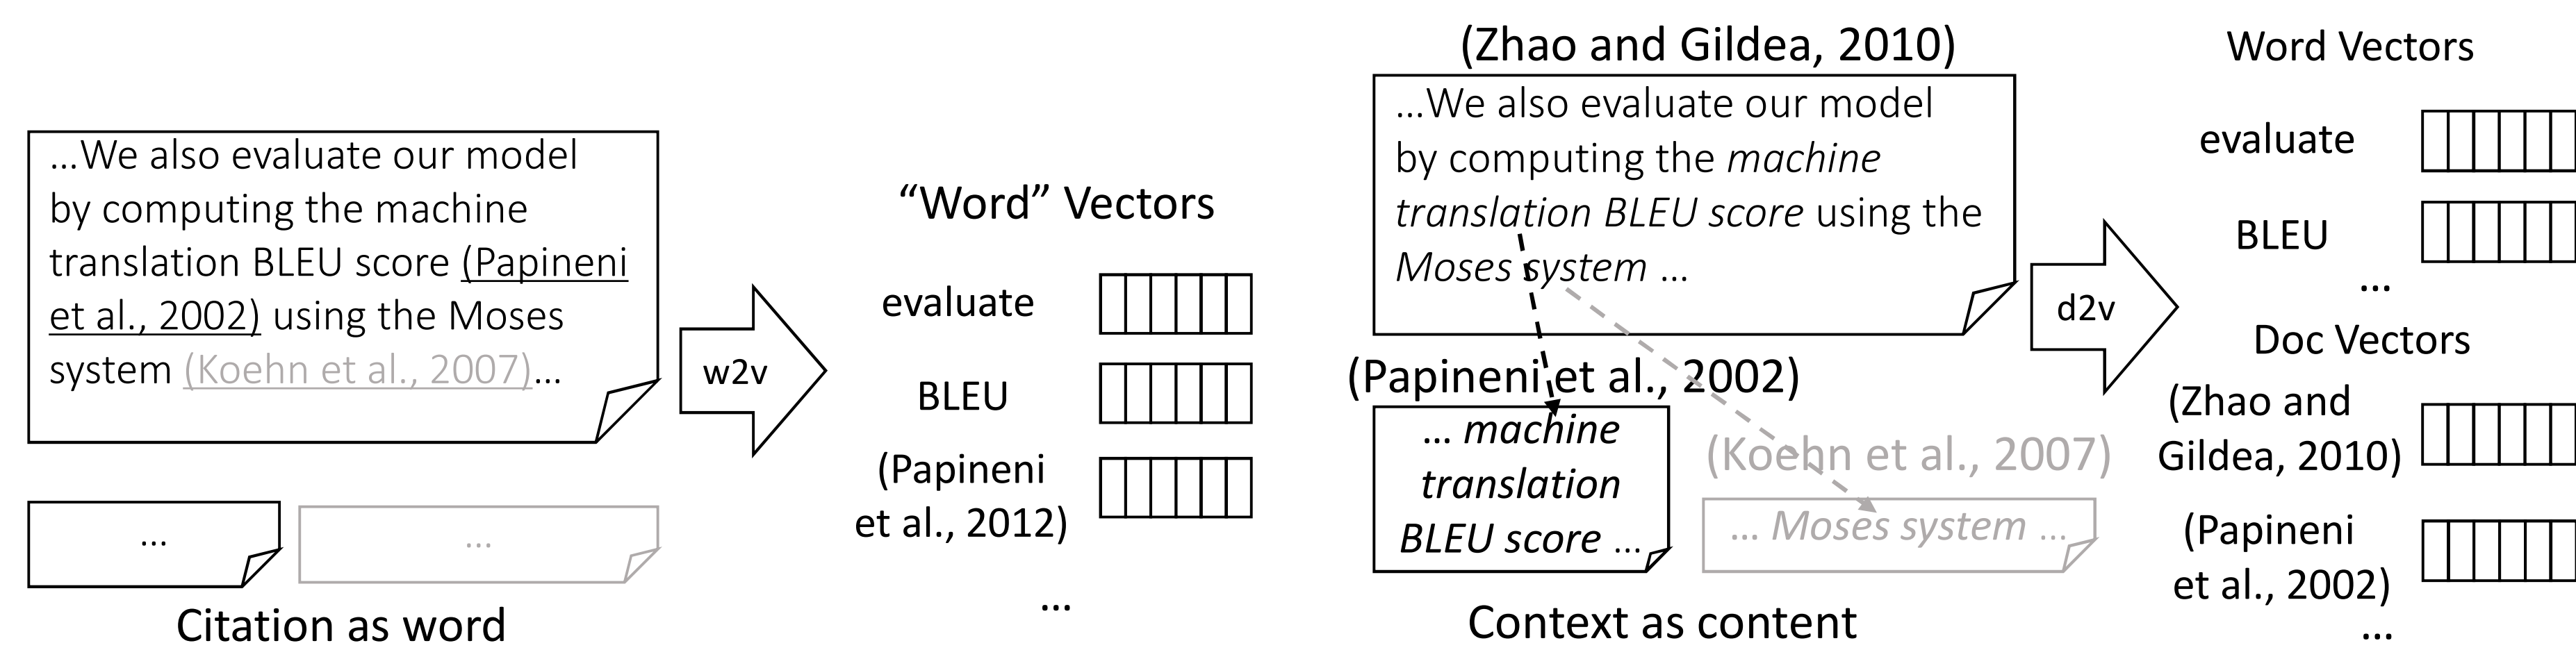 ...We also evaluate our model
by computing the machine
translation BLEU score (Papineni
et al., 2002) using the Moses
system (Koehn et al., 2007)...
...
...
Citation as word
w2v
“Word” Vectors
evaluate
BLEU
(Papineni
et al., 2012)
...
(Zhao and Gildea, 2010)
...We also evaluate our model
by computing the machine
translation BLEU score using the
Moses system ...
(Papineni et al., 2002)
... machine
translation
BLEU score ...
(Koehn et al., 2007)
... Moses system ...
Context as content
d2v
Word Vectors
evaluate
BLEU
...
Doc Vectors
(Zhao and
Gildea, 2010)
(Papineni
et al., 2002)
...